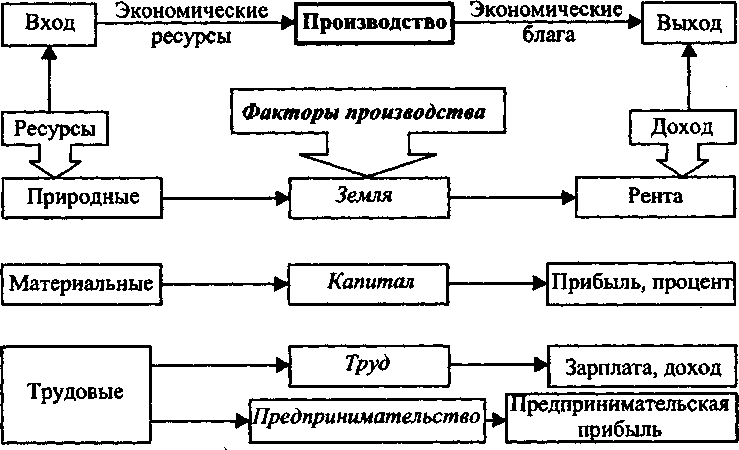 Вход
Экономические
ресурсы
Производство
Экономические
блага
Выход
Ресурсы
Факторы производства
Доход
Природные
Земля
Рента
Материальные
Капитал
Прибыль, процент
Трудовые
Труд
Зарплата, доход
Предпринимательство
Предпринимательская
прибыль